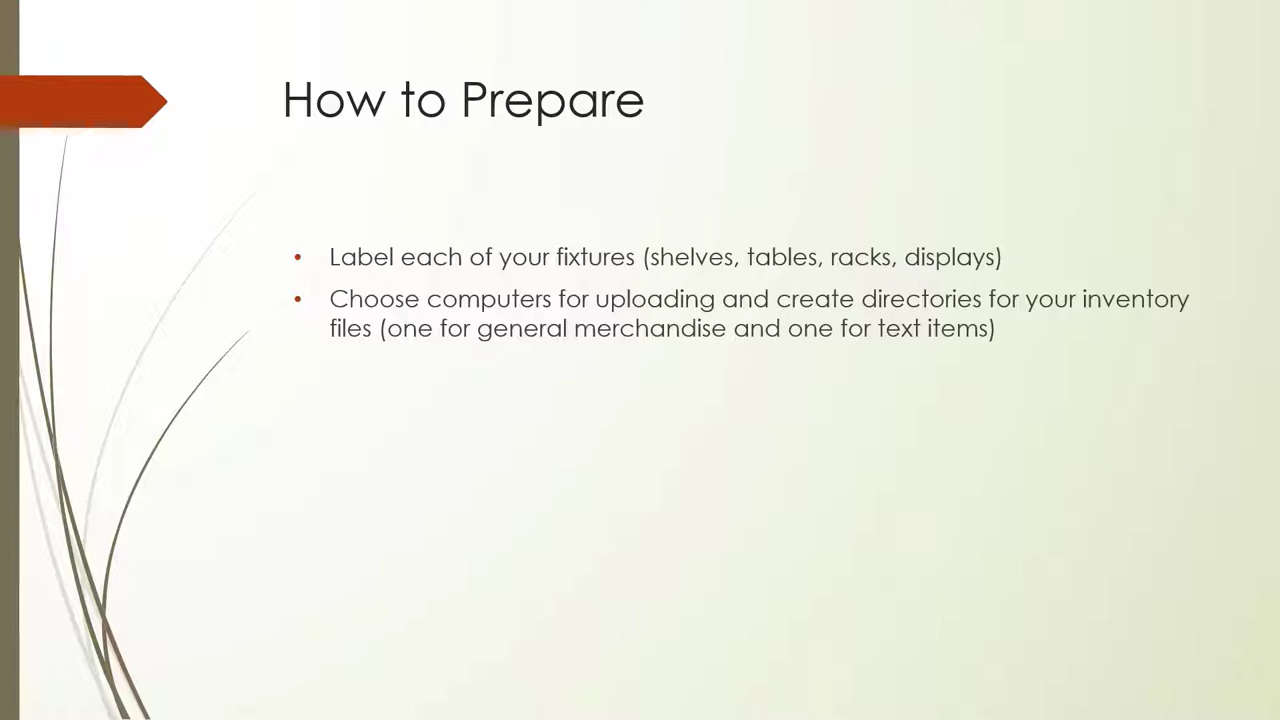 How to Prepare
• Label each of your fixtures (shelves, tables, racks, displays)
• Choose computers for uploading and create directories for your inventory
files (one for general merchandise and one for text items)